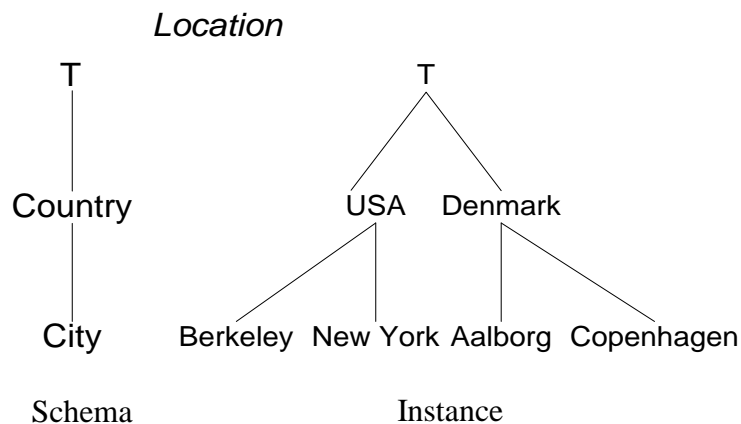 Location
T T
Country USA Denmark
City Berkeley New York Aalborg Copenhagen
Schema Instance